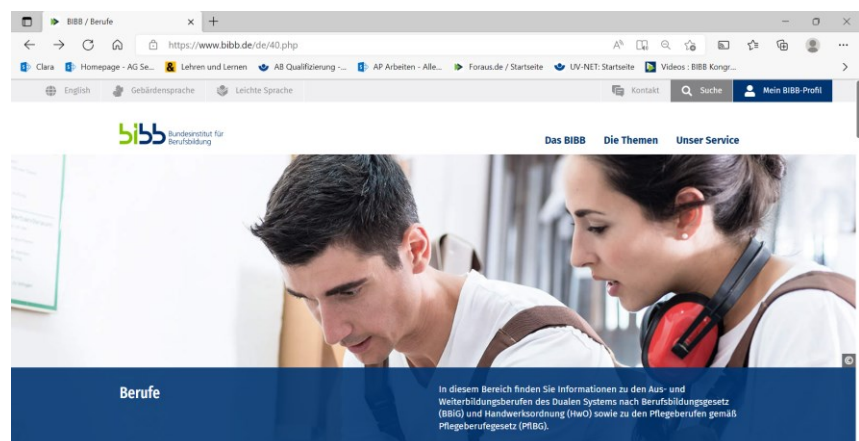 BIBB / Berufe
https://www.bibb.de/de/40.php
Clara Homepage - AG Se... Lehren und Lernen AB Qualifizierung -... AP Arbeiten - Alle... Foraus.de / Startseite UV-NET: Startseite Videos : BIBB Kongr...
English Gebärdensprache Leichte Sprache Kontakt Suche Mein BIBB-Profil
bibb Bundesinstitut für
Berufsbildung
Das BIBB Die Themen Unser Service
Berufe
In diesem Bereich finden Sie Informationen zu den Aus- und
Weiterbildungsberufen des Dualen Systems nach Berufsbildungsgesetz
(BBiG) und Handwerksordnung (HwO) sowie zu den Pflegeberufen gemäß
Pflegeberufegesetz (PflBG).